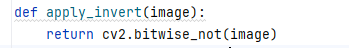 def apply_invert(image):
    return cv2.bitwise_not(image)